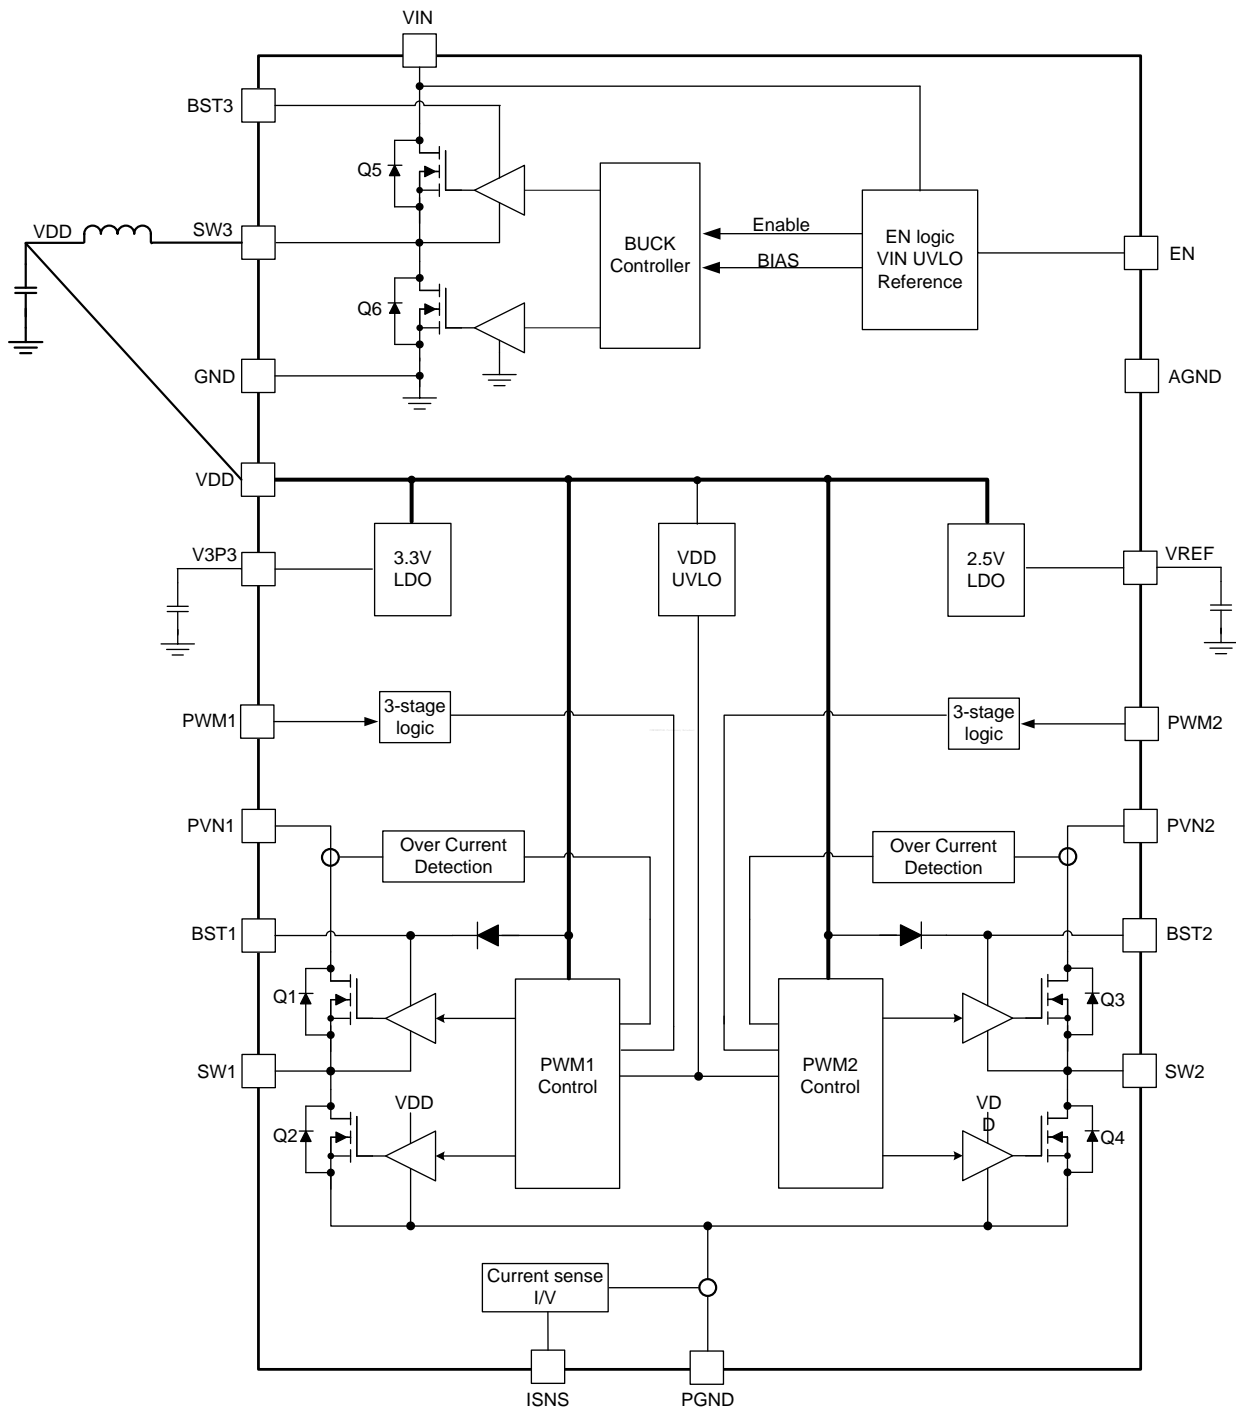 VIN
BST3
Q5
VDD
SW3
Enable
BUCK
Controller
EN logic
VIN UVLO
Reference
EN
BIAS
Q6
GND
AGND
VDD
V3P3
3.3V
LDO
VDD
UVLO
2.5V
LDO
VREF
PWM1
3-stage
logic
3-stage
logic
PWM2
PVN1
Over Current
Detection
Over Current
Detection
PVN2
BST1
BST2
Q1
Q3
SW1
PWM1
Control
PWM2
Control
SW2
VDD
VD
D
Q2
Q4
Current sense
I/V
ISNS
PGND